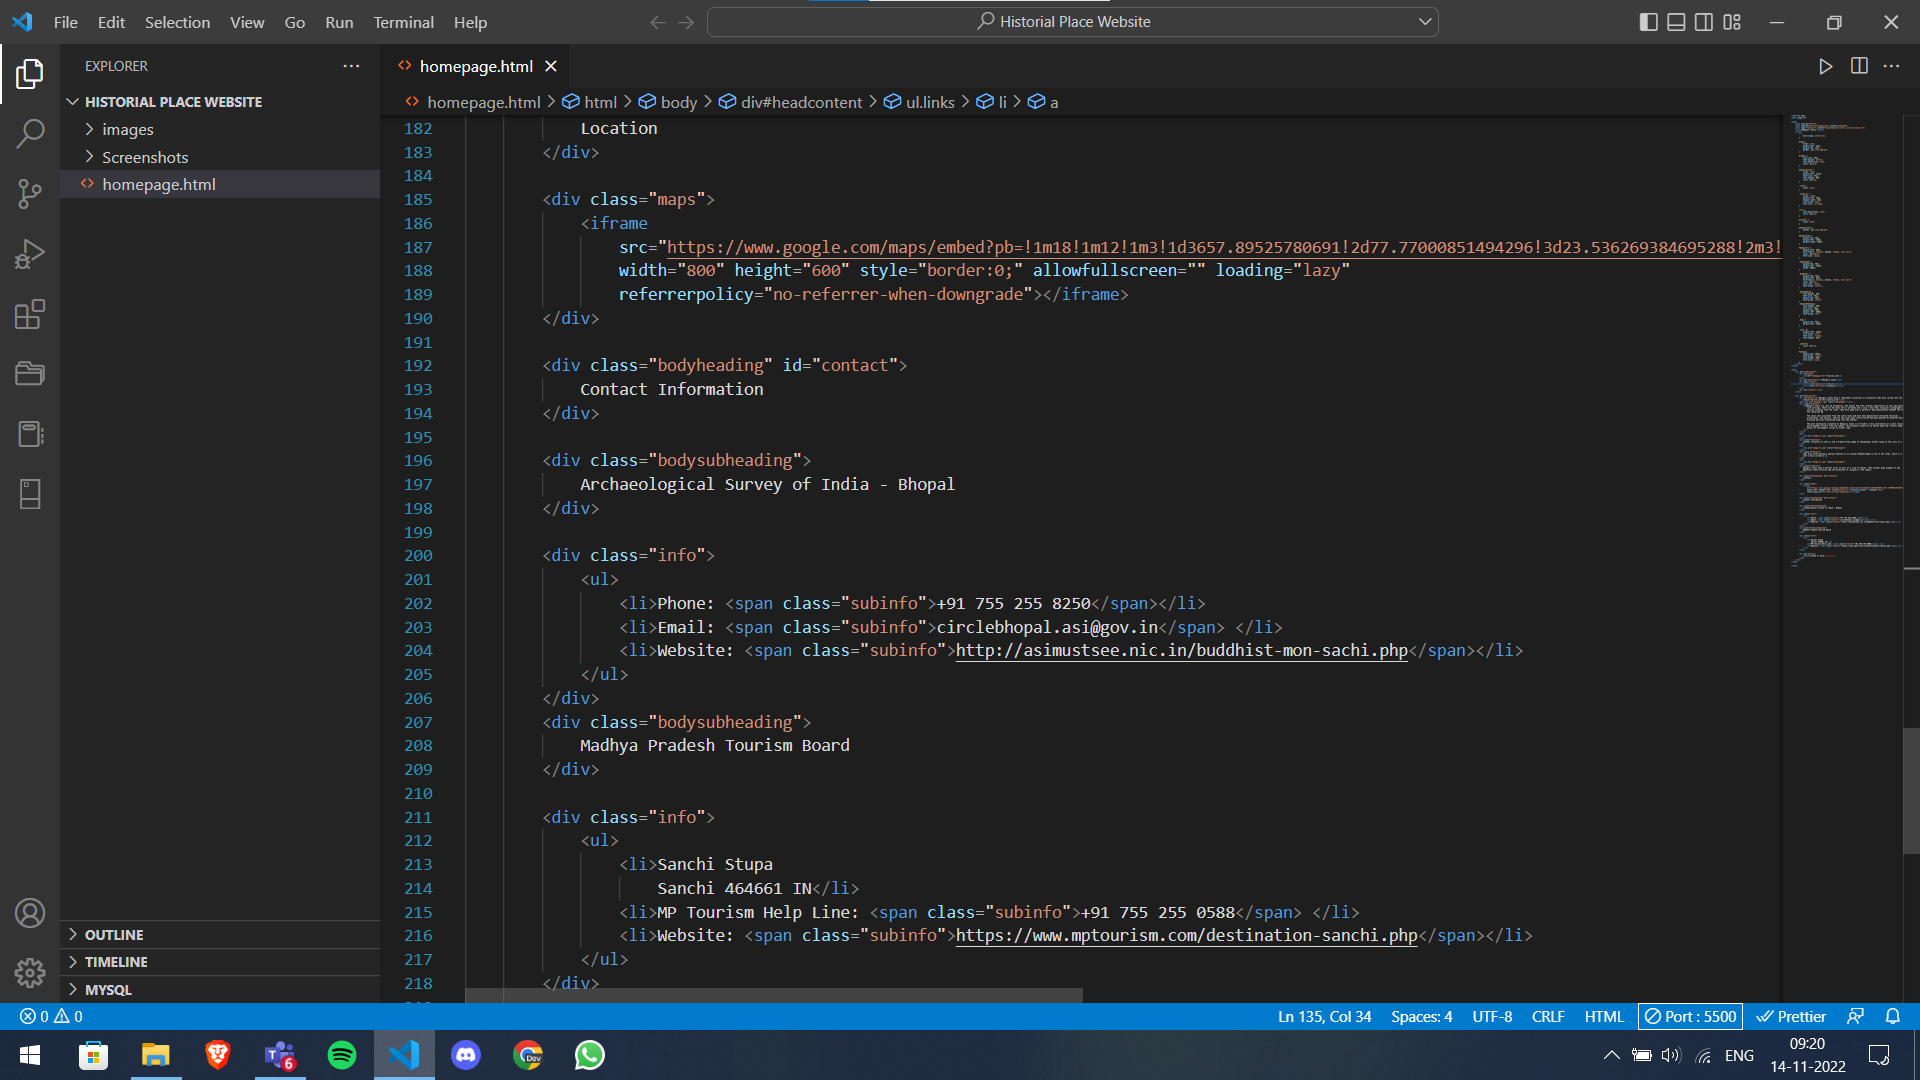 File Edit Selection View Go Run Terminal Help
Historial Place Website
EXPLORER
HISTORIAL PLACE WEBSITE
images
Screenshots
homepage.html
OUTLINE
TIMELINE
MYSQL
homepage.html
homepage.html > html > body > div#headcontent > ul.links > li > a
182 Location
183 </div>
184
185 <div class="maps">
186 <iframe
187 src="https://www.google.com/maps/embed?pb=!1m18!1m12!1m3!1d3657.89525780691!2d77.77000851494296!3d23.536269384695288!2m3!
188 width="800" height="600" style="border:0;" allowfullscreen="" loading="lazy"
189 referrerpolicy="no-referrer-when-downgrade"></iframe>
190 </div>
191
192 <div class="bodyheading" id="contact">
193 Contact Information
194 </div>
195
196 <div class="bodysubheading">
197 Archaeological Survey of India - Bhopal
198 </div>
199
200 <div class="info">
201 <ul>
202 <li>Phone: <span class="subinfo">+91 755 255 8250</span></li>
203 <li>Email: <span class="subinfo">circlebhopal.asi@gov.in</span> </li>
204 <li>Website: <span class="subinfo">http://asimustsee.nic.in/buddhist-mon-sachi.php</span></li>
205 </ul>
206 </div>
207 <div class="bodysubheading">
208 Madhya Pradesh Tourism Board
209 </div>
210
211 <div class="info">
212 <ul>
213 <li>Sanchi Stupa
214 Sanchi 464661 IN</li>
215 <li>MP Tourism Help Line: <span class="subinfo">+91 755 255 0588</span> </li>
216 <li>Website: <span class="subinfo">https://www.mptourism.com/destination-sanchi.php</span></li>
217 </ul>
218 </div>
0 0
Ln 135, Col 34 Spaces: 4 UTF-8 CRLF HTML Port : 5500 Prettier
6
Dev
ENG
09:20
14-11-2022